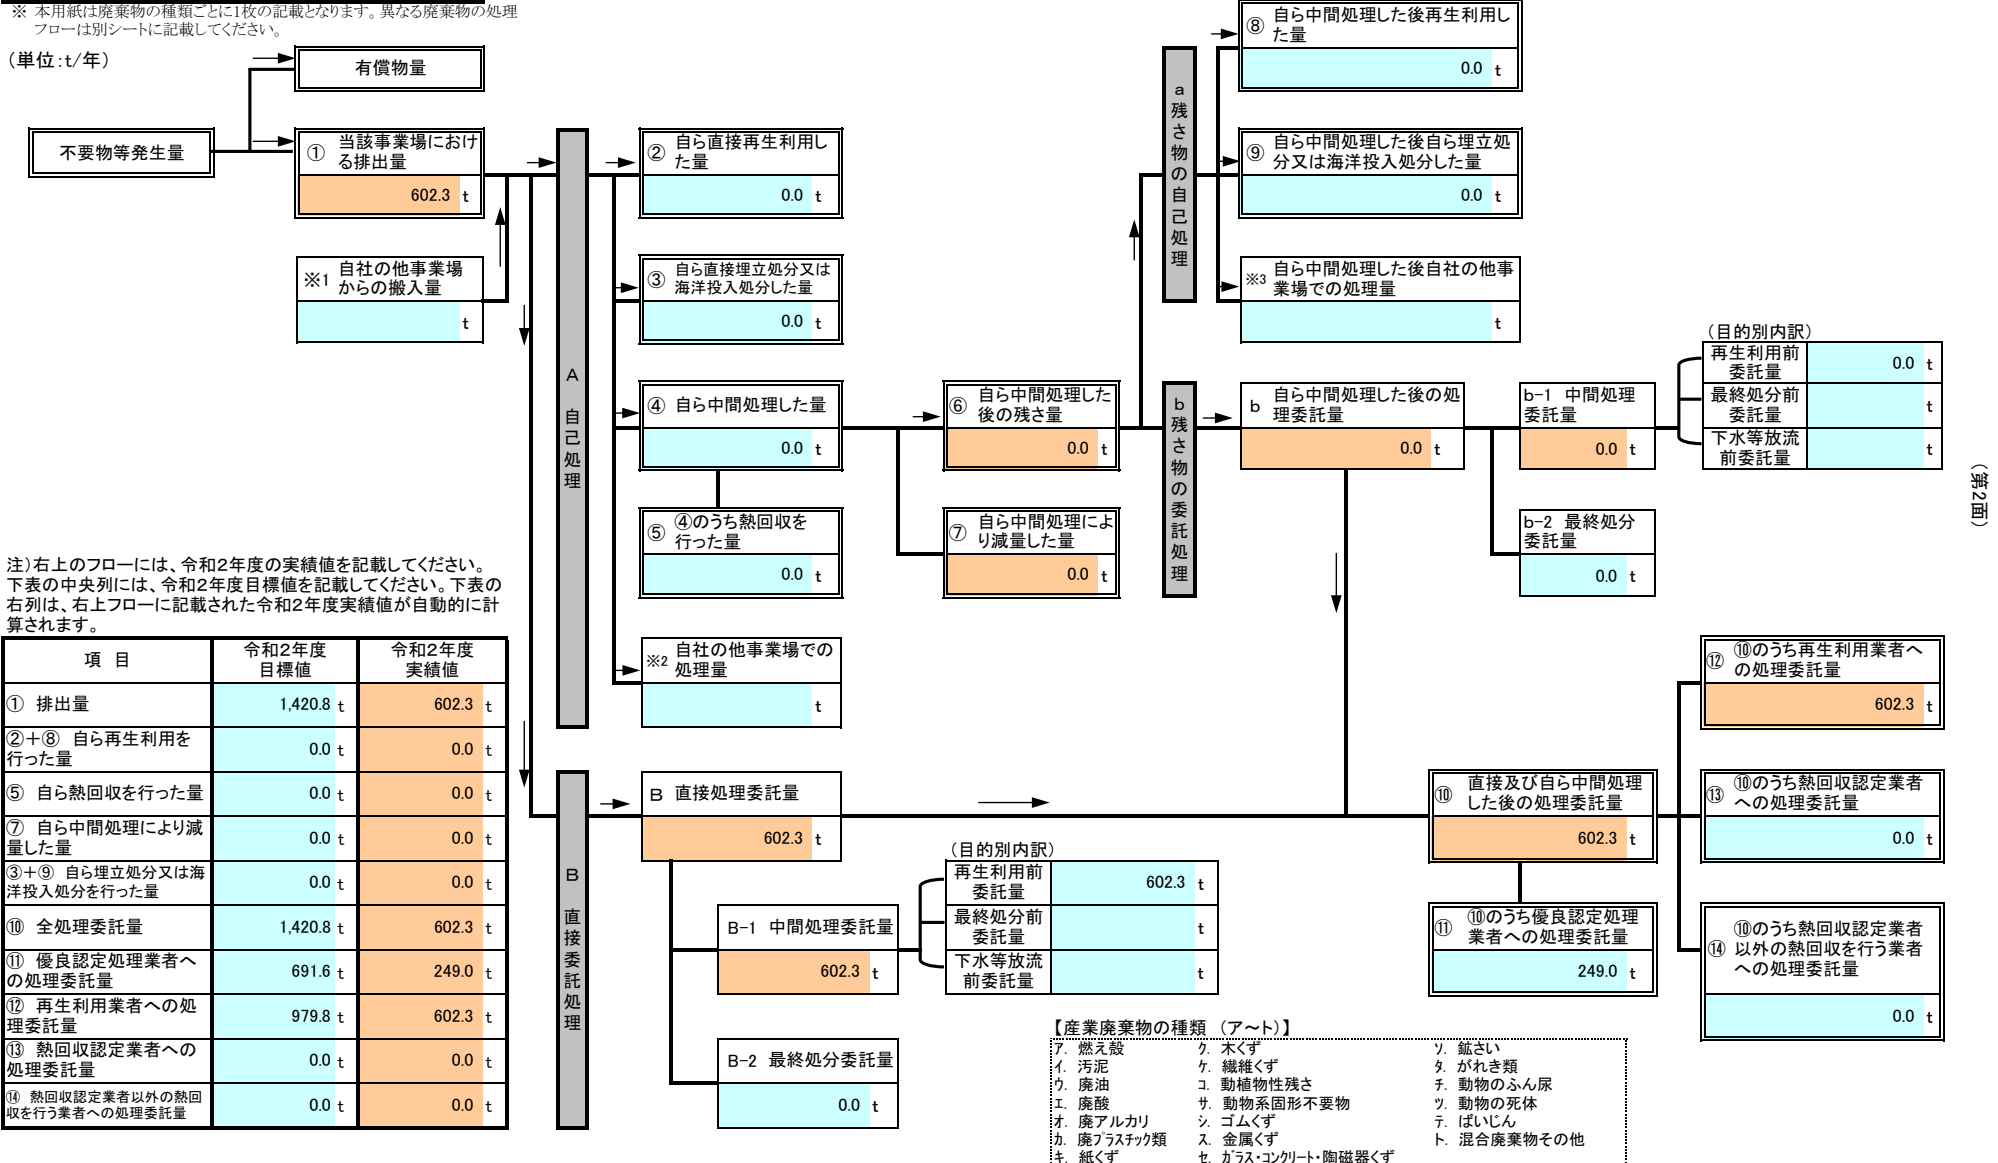 ※ 本用紙は廃棄物の種類ごとに1枚の記載となります。異なる廃棄物の処理
フローは別シートに記載してください。
（単位：t/年）
有償物量
不要物等発生量
① 当該事業場におけ
る排出量
602.3 t
※1 自社の他事業場
からの搬入量
t
A 自己処理
② 自ら直接再生利用し
た量
0.0 t
③ 自ら直接埋立処分又は
海洋投入処分した量
0.0 t
④ 自ら中間処理した量
0.0 t
⑤ ④のうち熱回収を
行った量
0.0 t
※2 自社の他事業場での
処理量
t
⑥ 自ら中間処理した
後の残さ量
0.0 t
⑦ 自ら中間処理によ
り減量した量
0.0 t
a残さ物の自己処理
⑧ 自ら中間処理した後再生利用し
た量
0.0 t
⑨ 自ら中間処理した後自ら埋立処
分又は海洋投入処分した量
0.0 t
※3 自ら中間処理した後自社の他事
業場での処理量
t
b残さ物の委託処理
b 自ら中間処理した後の処
理委託量
0.0 t
b-1 中間処理
委託量
0.0 t
b-2 最終処分
委託量
0.0 t
（目的別内訳）
再生利用前
委託量
0.0 t
最終処分前
委託量
t
下水等放流
前委託量
t
（第2面）
注）右上のフローには、令和２年度の実績値を記載してください。
下表の中央列には、令和２年度目標値を記載してください。下表の
右列は、右上フローに記載された令和２年度実績値が自動的に計
算されます。
項 目
令和２年度
目標値
令和２年度
実績値
① 排出量 1,420.8 t 602.3 t
②＋⑧ 自ら再生利用を
行った量 0.0 t 0.0 t
⑤ 自ら熱回収を行った量 0.0 t 0.0 t
⑦ 自ら中間処理により減
量した量 0.0 t 0.0 t
③＋⑨ 自ら埋立処分又は海
洋投入処分を行った量 0.0 t 0.0 t
⑩ 全処理委託量 1,420.8 t 602.3 t
⑪ 優良認定処理業者へ
の処理委託量 691.6 t 249.0 t
⑫ 再生利用業者への処
理委託量 979.8 t 602.3 t
⑬ 熱回収認定業者への
処理委託量 0.0 t 0.0 t
⑭ 熱回収認定業者以外の熱回
収を行う業者への処理委託量 0.0 t 0.0 t
B 直接委託処理
B 直接処理委託量
602.3 t
B-1 中間処理委託量
602.3 t
B-2 最終処分委託量
0.0 t
（目的別内訳）
再生利用前
委託量
602.3 t
最終処分前
委託量
t
下水等放流
前委託量
t
⑩ 直接及び自ら中間処理
した後の処理委託量
602.3 t
⑪ ⑩のうち優良認定処理
業者への処理委託量
249.0 t
⑫ ⑩のうち再生利用業者へ
の処理委託量
602.3 t
⑬ ⑩のうち熱回収認定業者
への処理委託量
0.0 t
⑭ ⑩のうち熱回収認定業者
以外の熱回収を行う業者
への処理委託量
0.0 t
【産業廃棄物の種類 （ア～ト）】
ア. 燃え殻 ク. 木くず ソ. 鉱さい
イ. 汚泥 ケ. 繊維くず タ. がれき類
ウ. 廃油 コ. 動植物性残さ チ. 動物のふん尿
エ. 廃酸 サ. 動物系固形不要物 ツ. 動物の死体
オ. 廃アルカリ シ. ゴムくず テ. ばいじん
カ. 廃プラスチック類 ス. 金属くず ト. 混合廃棄物その他
キ. 紙くず セ. ガラス・コンクリート・陶磁器くず